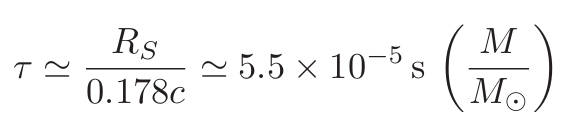 τ ≃ R_S / 0.178c ≃ 5.5 × 10^{−5} s (M / M_⊙)